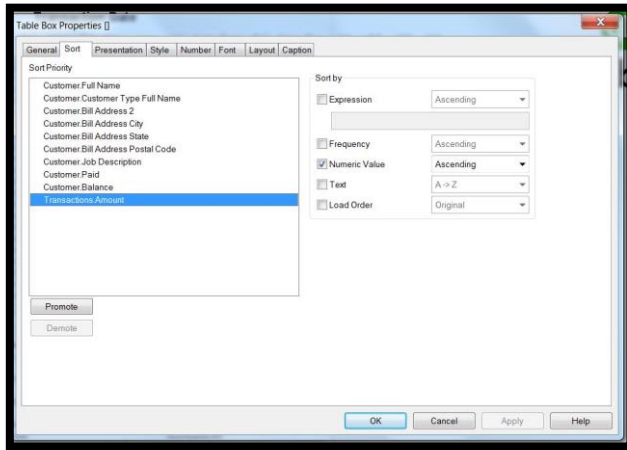 Table Box Properties []
General Sort Presentation Style Number Font Layout Caption
Sort Priority
Customer.Full Name
Customer.Customer Type Full Name
Customer.Bill Address 2
Customer.Bill Address City
Customer.Bill Address State
Customer.Bill Address Postal Code
Customer.Job Description
Customer.Paid
Customer.Balance
Transactions.Amount
Promote
Demote
Sort by
Expression Ascending
Frequency Ascending
Numeric Value Ascending
Text A -> Z
Load Order Original
OK Cancel Apply Help